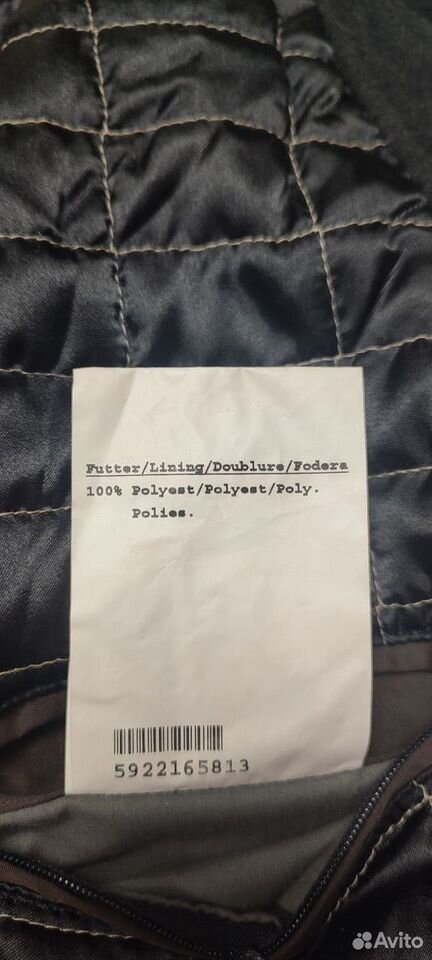 Futter/Lining/Doublure/Fodera
100% Polyest/Polyest/Poly.
Polies.
5922165813
Avito